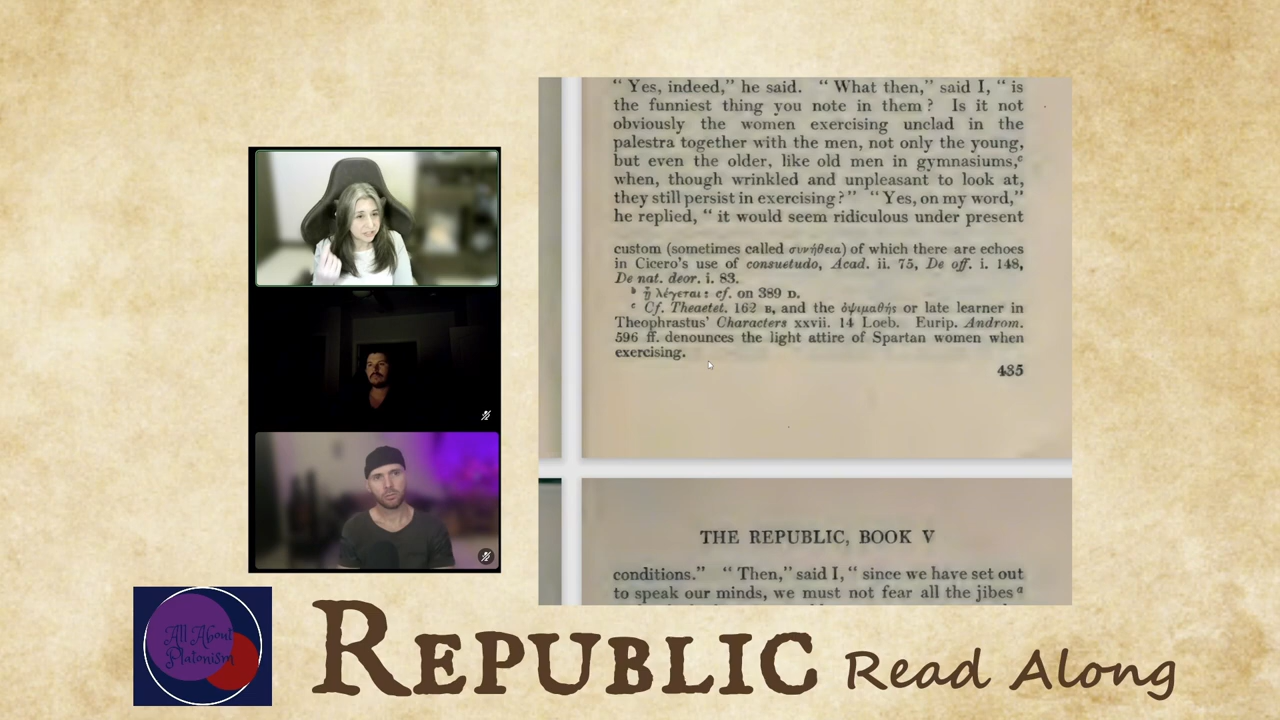 “ Yes, indeed,” he said. “ What then,” said I, “ is
the funniest thing you note in them ? Is it not
obviously the women exercising unclad in the
palestra together with the men, not only the young,
but even the older, like old men in gymnasiums,ᶜ
when, though wrinkled and unpleasant to look at,
they still persist in exercising ? ” “ Yes, on my word,”
he replied, “ it would seem ridiculous under present
custom (sometimes called συνήθεια) of which there are echoes
in Cicero’s use of consuetudo, Acad. ii. 75, De off. i. 148,
De nat. deor. i. 83.
ᵇ ᾗ λέγεται : cf. on 389 D.
ᶜ Cf. Theaetet. 162 B, and the ὀψιμαθής or late learner in
Theophrastus’ Characters xxvii. 14 Loeb. Eurip. Androm.
596 ff. denounces the light attire of Spartan women when
exercising.
435
THE REPUBLIC, BOOK V
conditions.” “ Then,” said I, “ since we have set out
to speak our minds, we must not fear all the jibes ᵃ
All About
Platonism
REPUBLIC Read Along